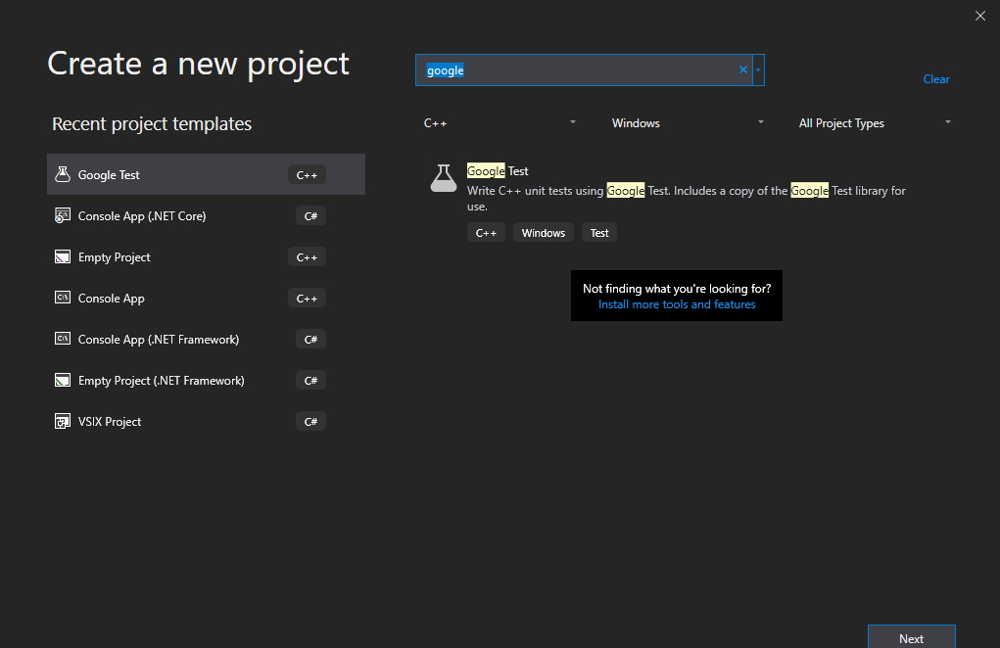 Create a new project
google
Clear
Recent project templates
C++
Windows
All Project Types
Google Test C++
Console App (.NET Core) C#
Empty Project C++
Console App C++
Console App (.NET Framework) C#
Empty Project (.NET Framework) C#
VSIX Project C#
Google Test
Write C++ unit tests using Google Test. Includes a copy of the Google Test library for
use.
C++ Windows Test
Not finding what you're looking for?
Install more tools and features
Next